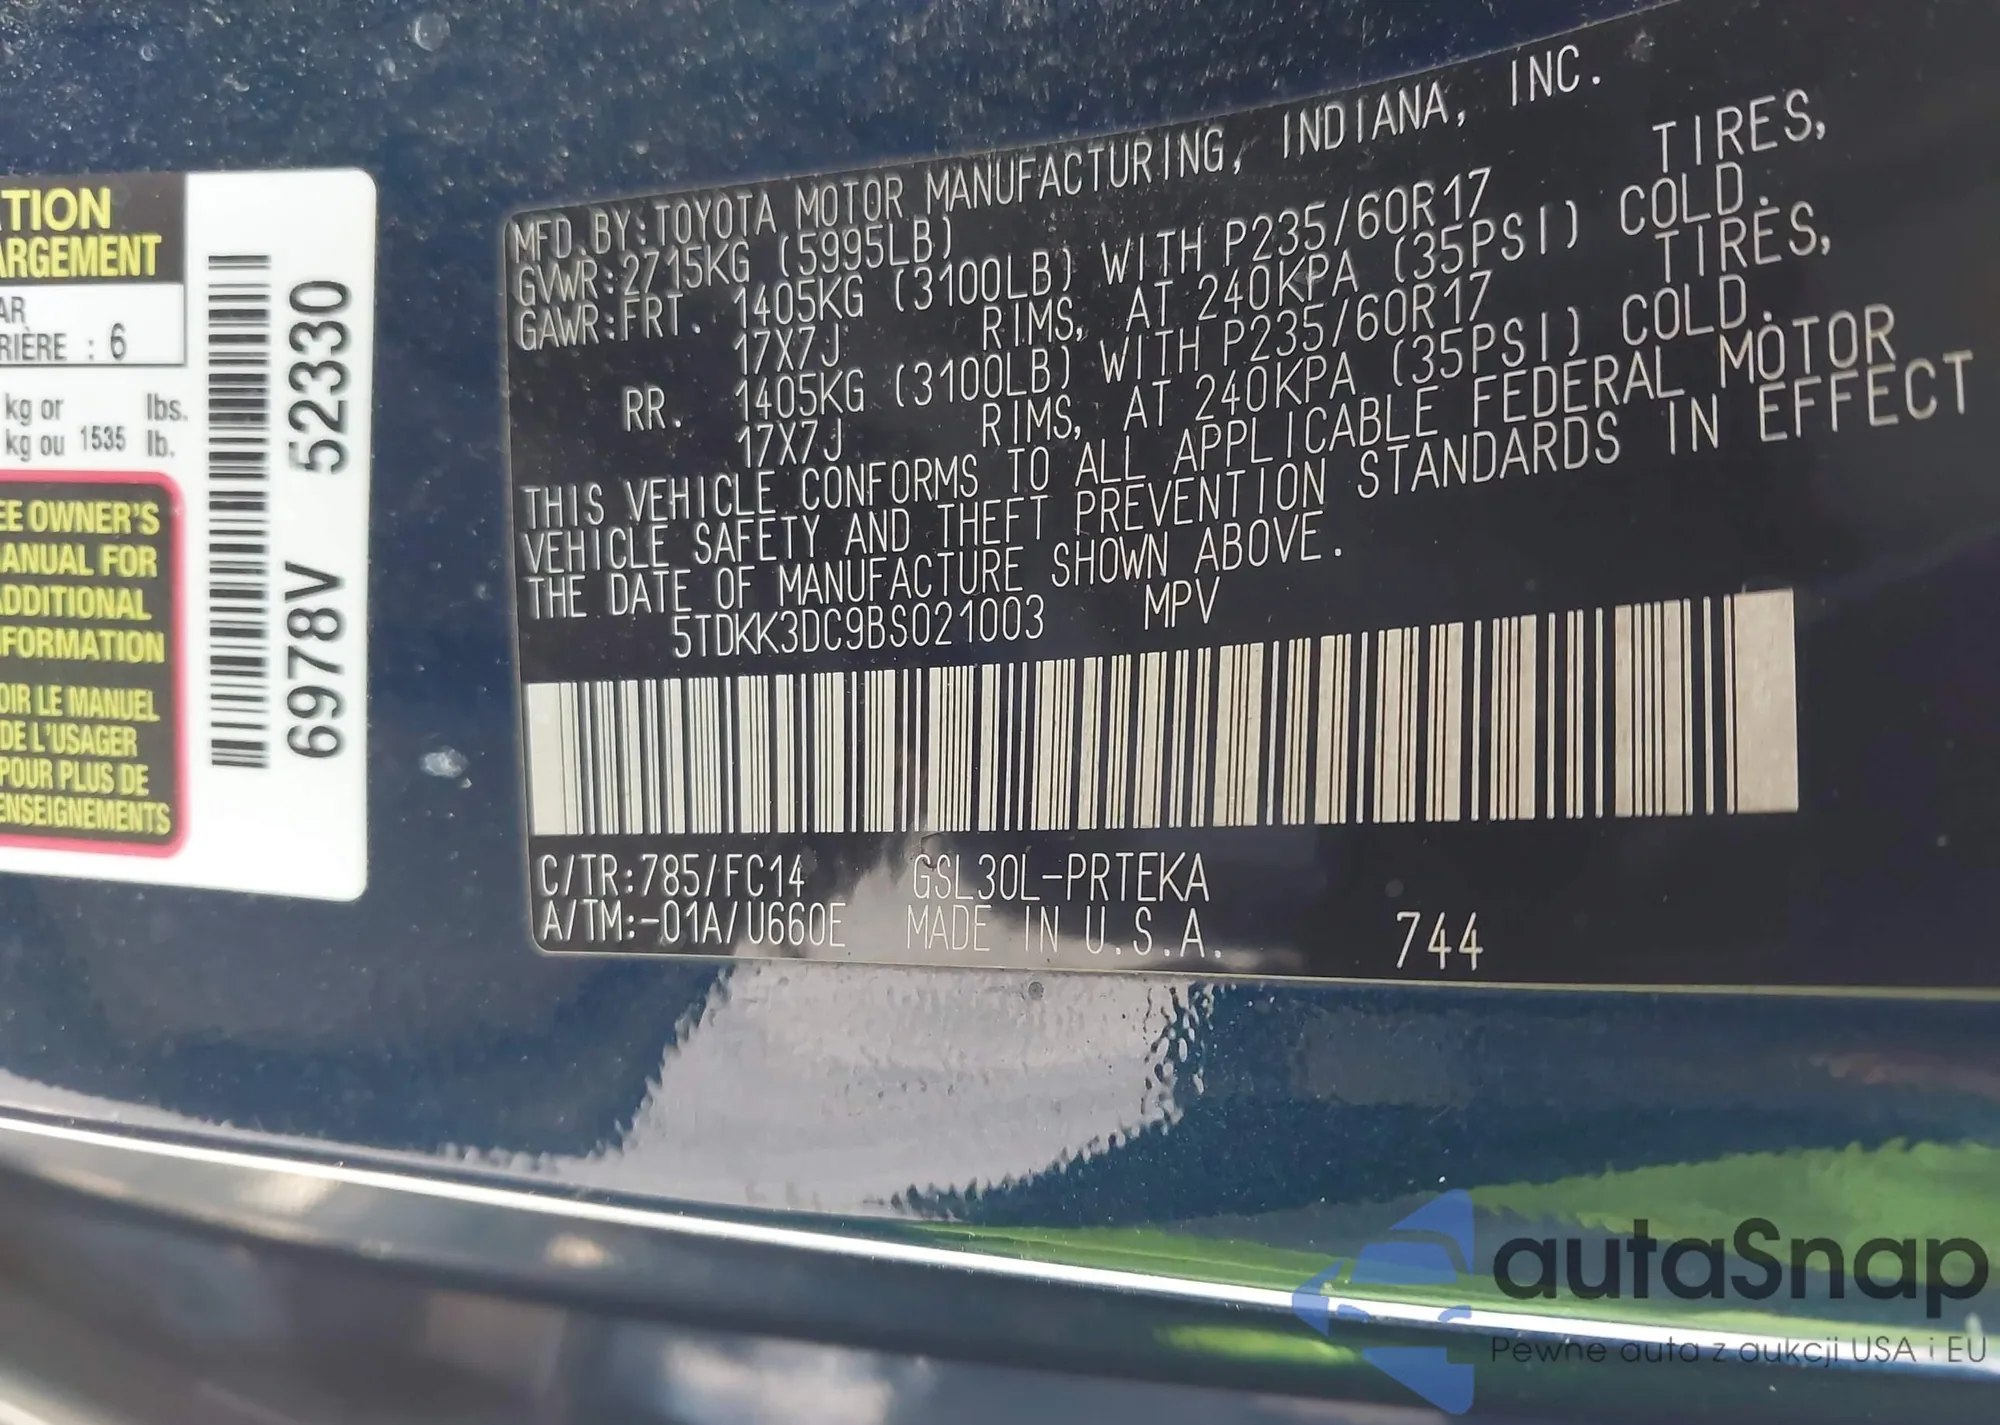 TION
ARGEMENT
AR
RIÈRE : 6
kg or lbs.
kg ou 1535 lb.
EE OWNER'S
ANUAL FOR
ADDITIONAL
NFORMATION
OIR LE MANUEL
DE L'USAGER
POUR PLUS DE
ENSEIGNEMENTS
6978V 52330
MFD. BY: TOYOTA MOTOR MANUFACTURING, INDIANA, INC.
GVWR:2715KG (5995LB)
GAWR:FRT. 1405KG (3100LB) WITH P235/60R17 TIRES,
17X7J RIMS, AT 240KPA (35PSI) COLD.
RR. 1405KG (3100LB) WITH P235/60R17 TIRES,
17X7J RIMS, AT 240KPA (35PSI) COLD.
THIS VEHICLE CONFORMS TO ALL APPLICABLE FEDERAL MOTOR
VEHICLE SAFETY AND THEFT PREVENTION STANDARDS IN EFFECT
THE DATE OF MANUFACTURE SHOWN ABOVE.
5TDKK3DC9BS021003 MPV
C/TR:785/FC14 GSL30L-PRTEKA
A/TM:-01A/U660E MADE IN U.S.A. 744
autaSnap
Pewne auta z aukcji USA i EU